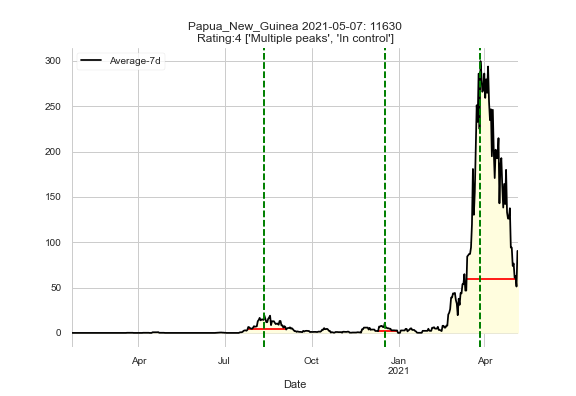 Papua_New_Guinea 2021-05-07: 11630
Rating:4 ['Multiple peaks', 'In control']
Average-7d
300
250
200
150
100
50
0
Apr
Jul
Oct
Jan
2021
Apr
Date